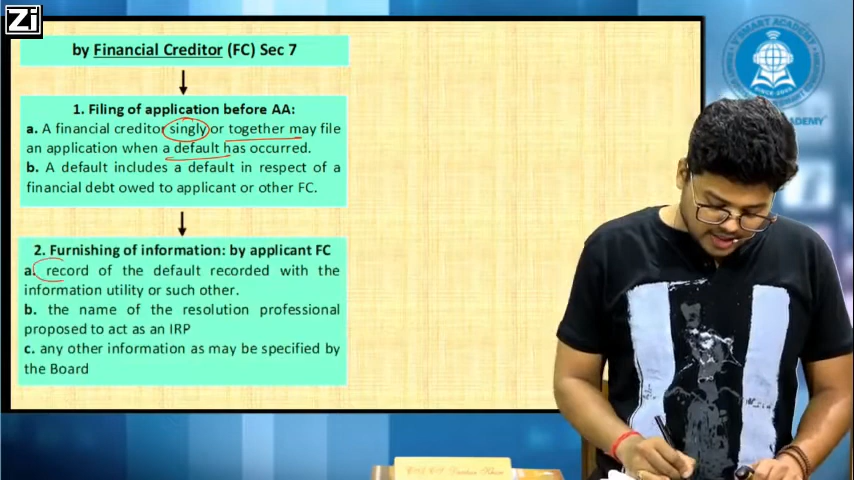 Zi
by Financial Creditor (FC) Sec 7
1. Filing of application before AA:
a. A financial creditor singly or together may file
an application when a default has occurred.
b. A default includes a default in respect of a
financial debt owed to applicant or other FC.
2. Furnishing of information: by applicant FC
a. record of the default recorded with the
information utility or such other.
b. the name of the resolution professional
proposed to act as an IRP
c. any other information as may be specified by
the Board
V'SMART ACADEMY
SINCE 2005